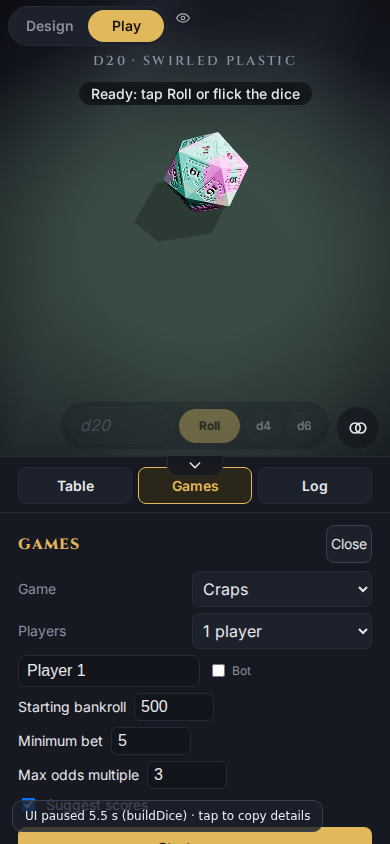 Design Play
D20 · SWIRLED PLASTIC
Ready: tap Roll or flick the dice
d20 Roll d4 d6
Table Games Log
GAMES Close
Game Craps
Players 1 player
Player 1 Bot
Starting bankroll 500
Minimum bet 5
Max odds multiple 3
Suggest scores
UI paused 5.5 s (buildDice) · tap to copy details